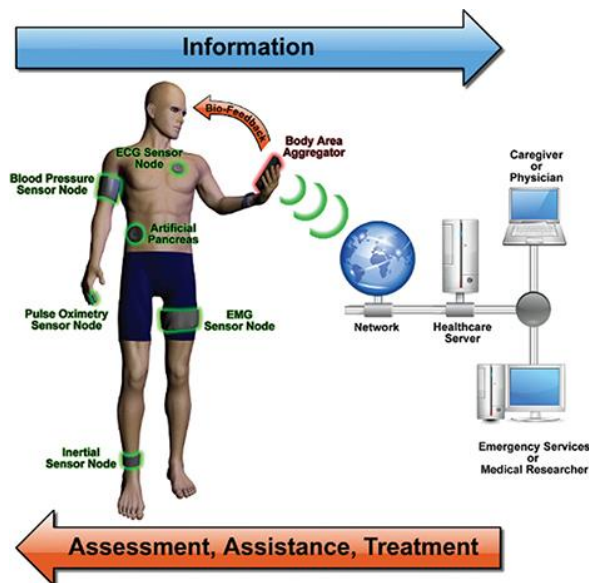 Information
Bio-Feedback
ECG Sensor
Node
Body Area
Aggregator
Blood Pressure
Sensor Node
Caregiver
or
Physician
Artificial
Pancreas
Pulse Oximetry
Sensor Node
EMG
Sensor Node
Network
Healthcare
Server
Inertial
Sensor Node
Emergency Services
or
Medical Researcher
Assessment, Assistance, Treatment